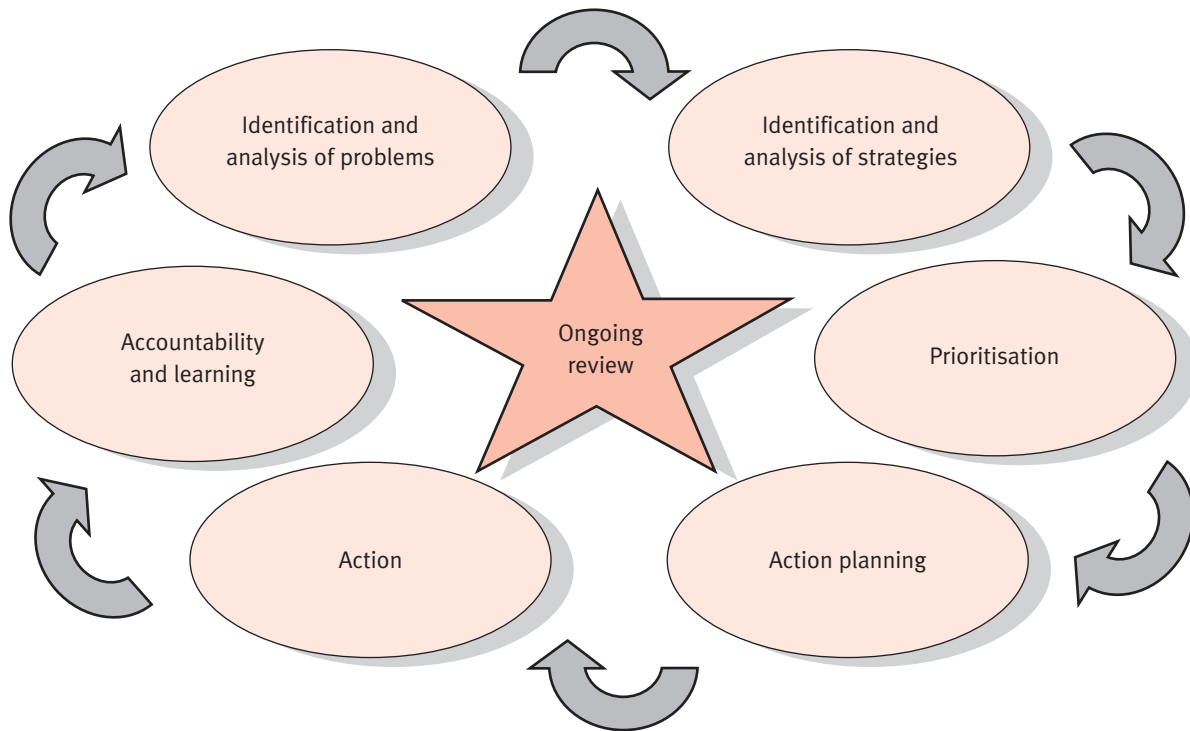 Identification and
analysis of problems
Identification and
analysis of strategies
Ongoing
review
Accountability
and learning
Prioritisation
Action
Action planning